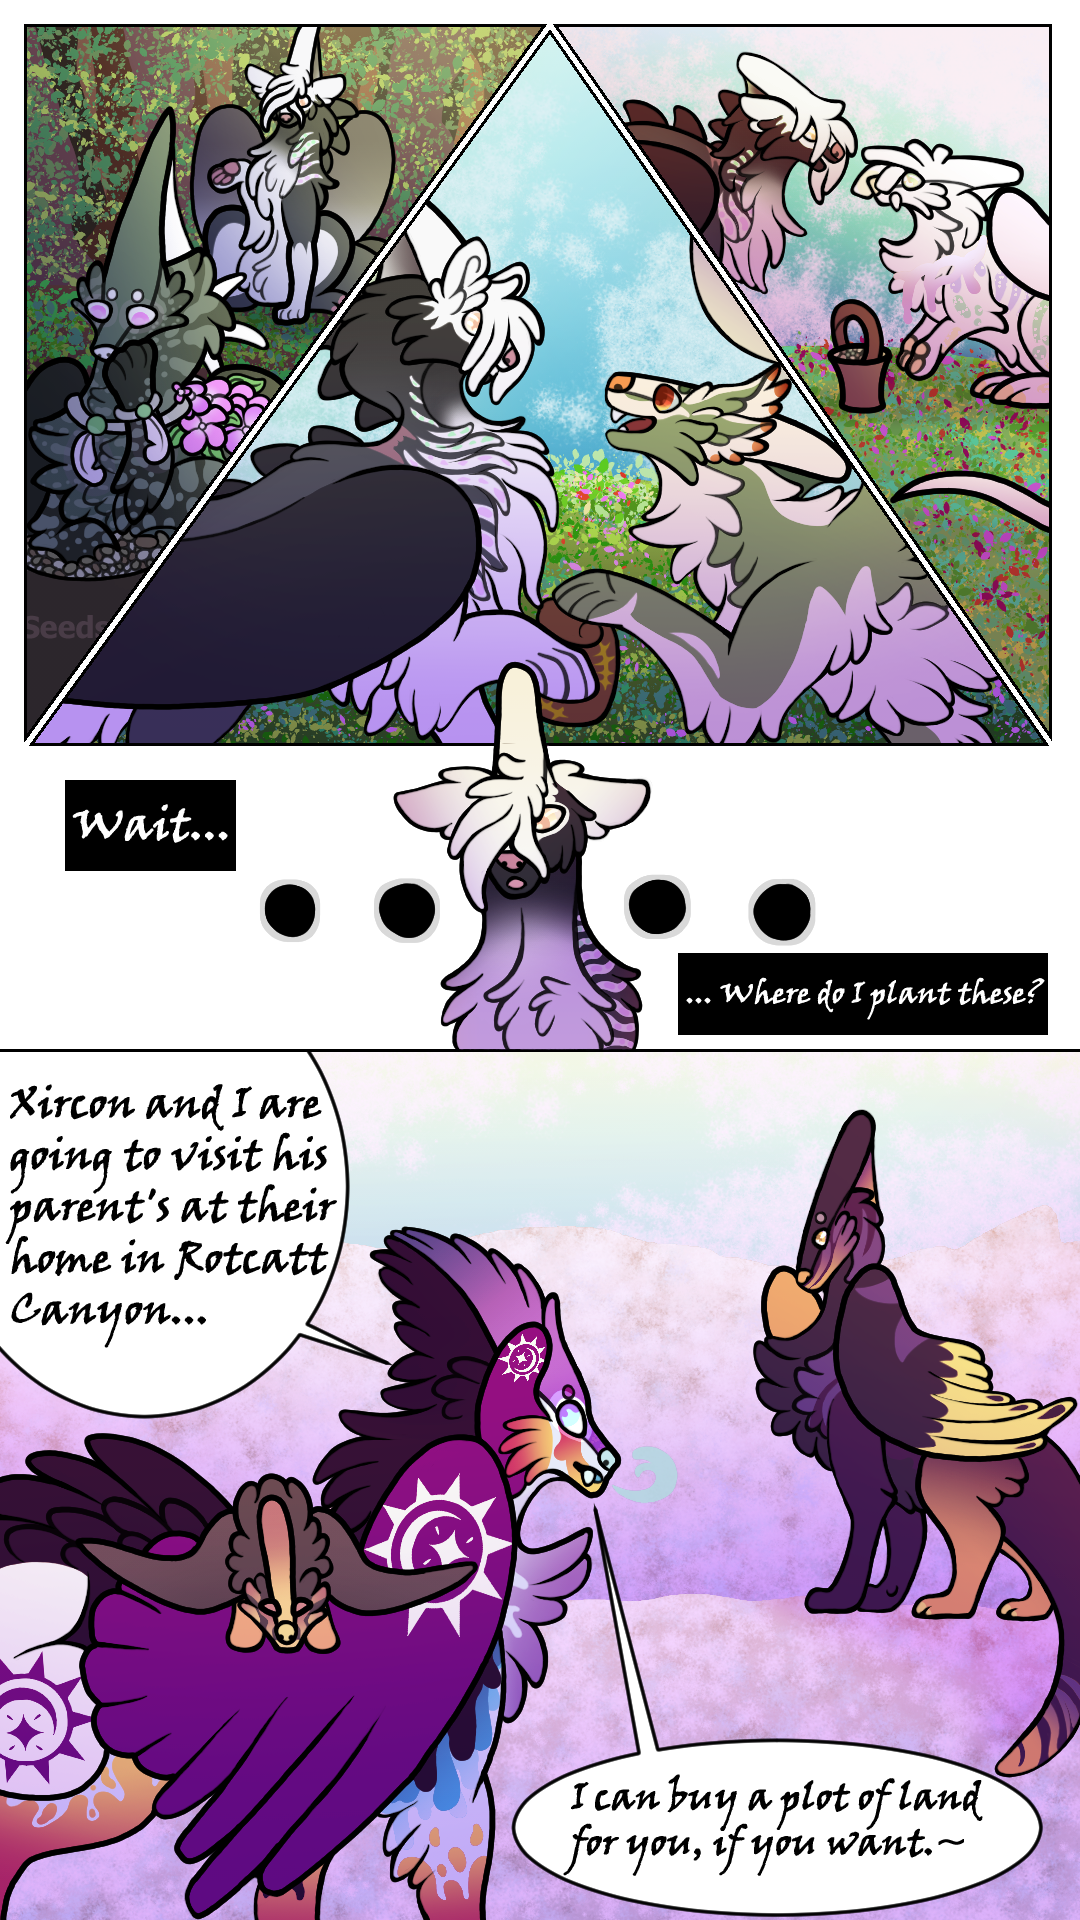 Seeds
Wait...
... Where do I plant these?
Xircon and I are
going to visit his
parent's at their
home in Rotcatt
Canyon...
I can buy a plot of land
for you, if you want.~